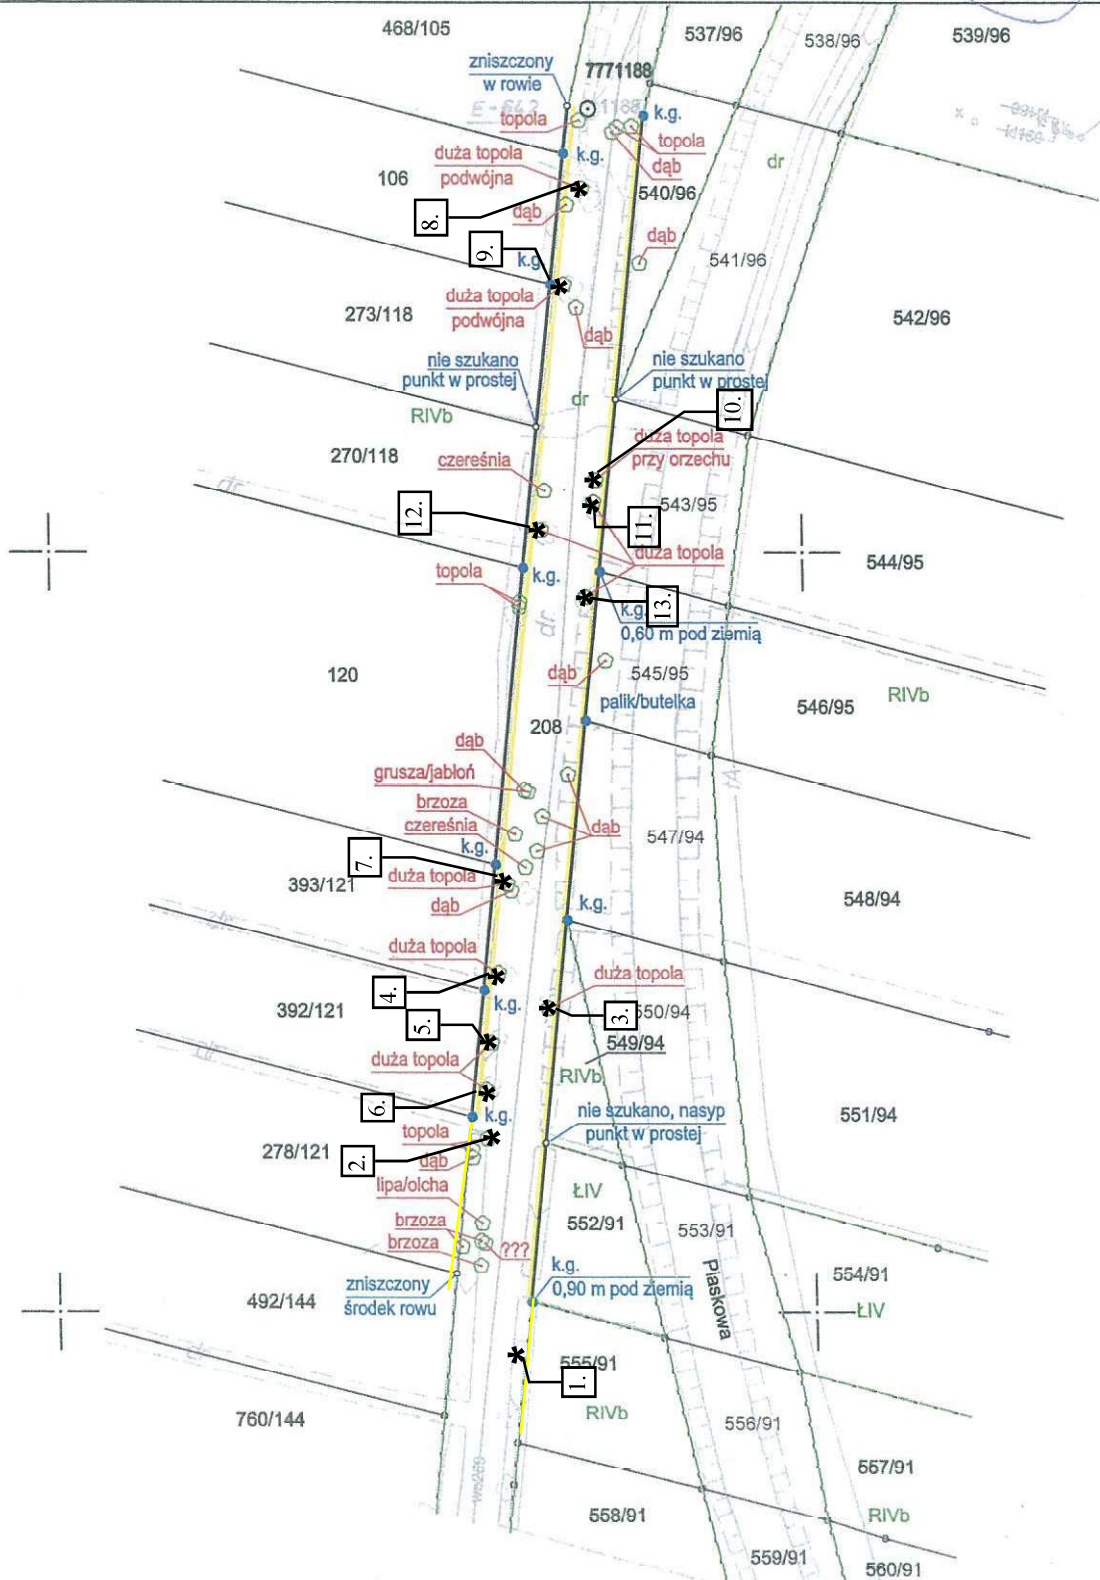 468/105
537/96
538/96
539/96
zniszczony
w rowie
7771188
1188
topola
k.g.
topola
k.g.
dąb
duża topola
podwójna
dr
106
540/96
8.
dąb
9.
k.g
dąb
541/96
duża topola
podwójna
273/118
dąb
542/96
nie szukano
punkt w prostej
nie szukano
punkt w prostej
dr
RIVb
10.
duża topola
przy orzechu
270/118
czereśnia
dr
543/95
12.
11.
duża topola
544/95
k.g.
topola
13.
k.g.
0,60 m pod ziemią
dr
dąb
545/95
120
RIVb
palik/butelka
546/95
208
dąb
grusza/jabłoń
brzoza
czereśnia
dąb
547/94
k.g.
7.
duża topola
393/121
dąb
548/94
k.g.
duża topola
duża topola
4.
k.g.
392/121
3.
550/94
5.
549/94
duża topola
RIVb
6.
k.g.
nie szukano, nasyp
punkt w prostej
551/94
topola
278/121
2.
dąb
lipa/olcha
ŁIV
552/91
brzoza
553/91
brzoza
???
k.g.
0,90 m pod ziemią
554/91
zniszczony
środek rowu
492/144
Piaskowa
ŁIV
555/91
1.
760/144
RIVb
556/91
557/91
558/91
RIVb
559/91
560/91